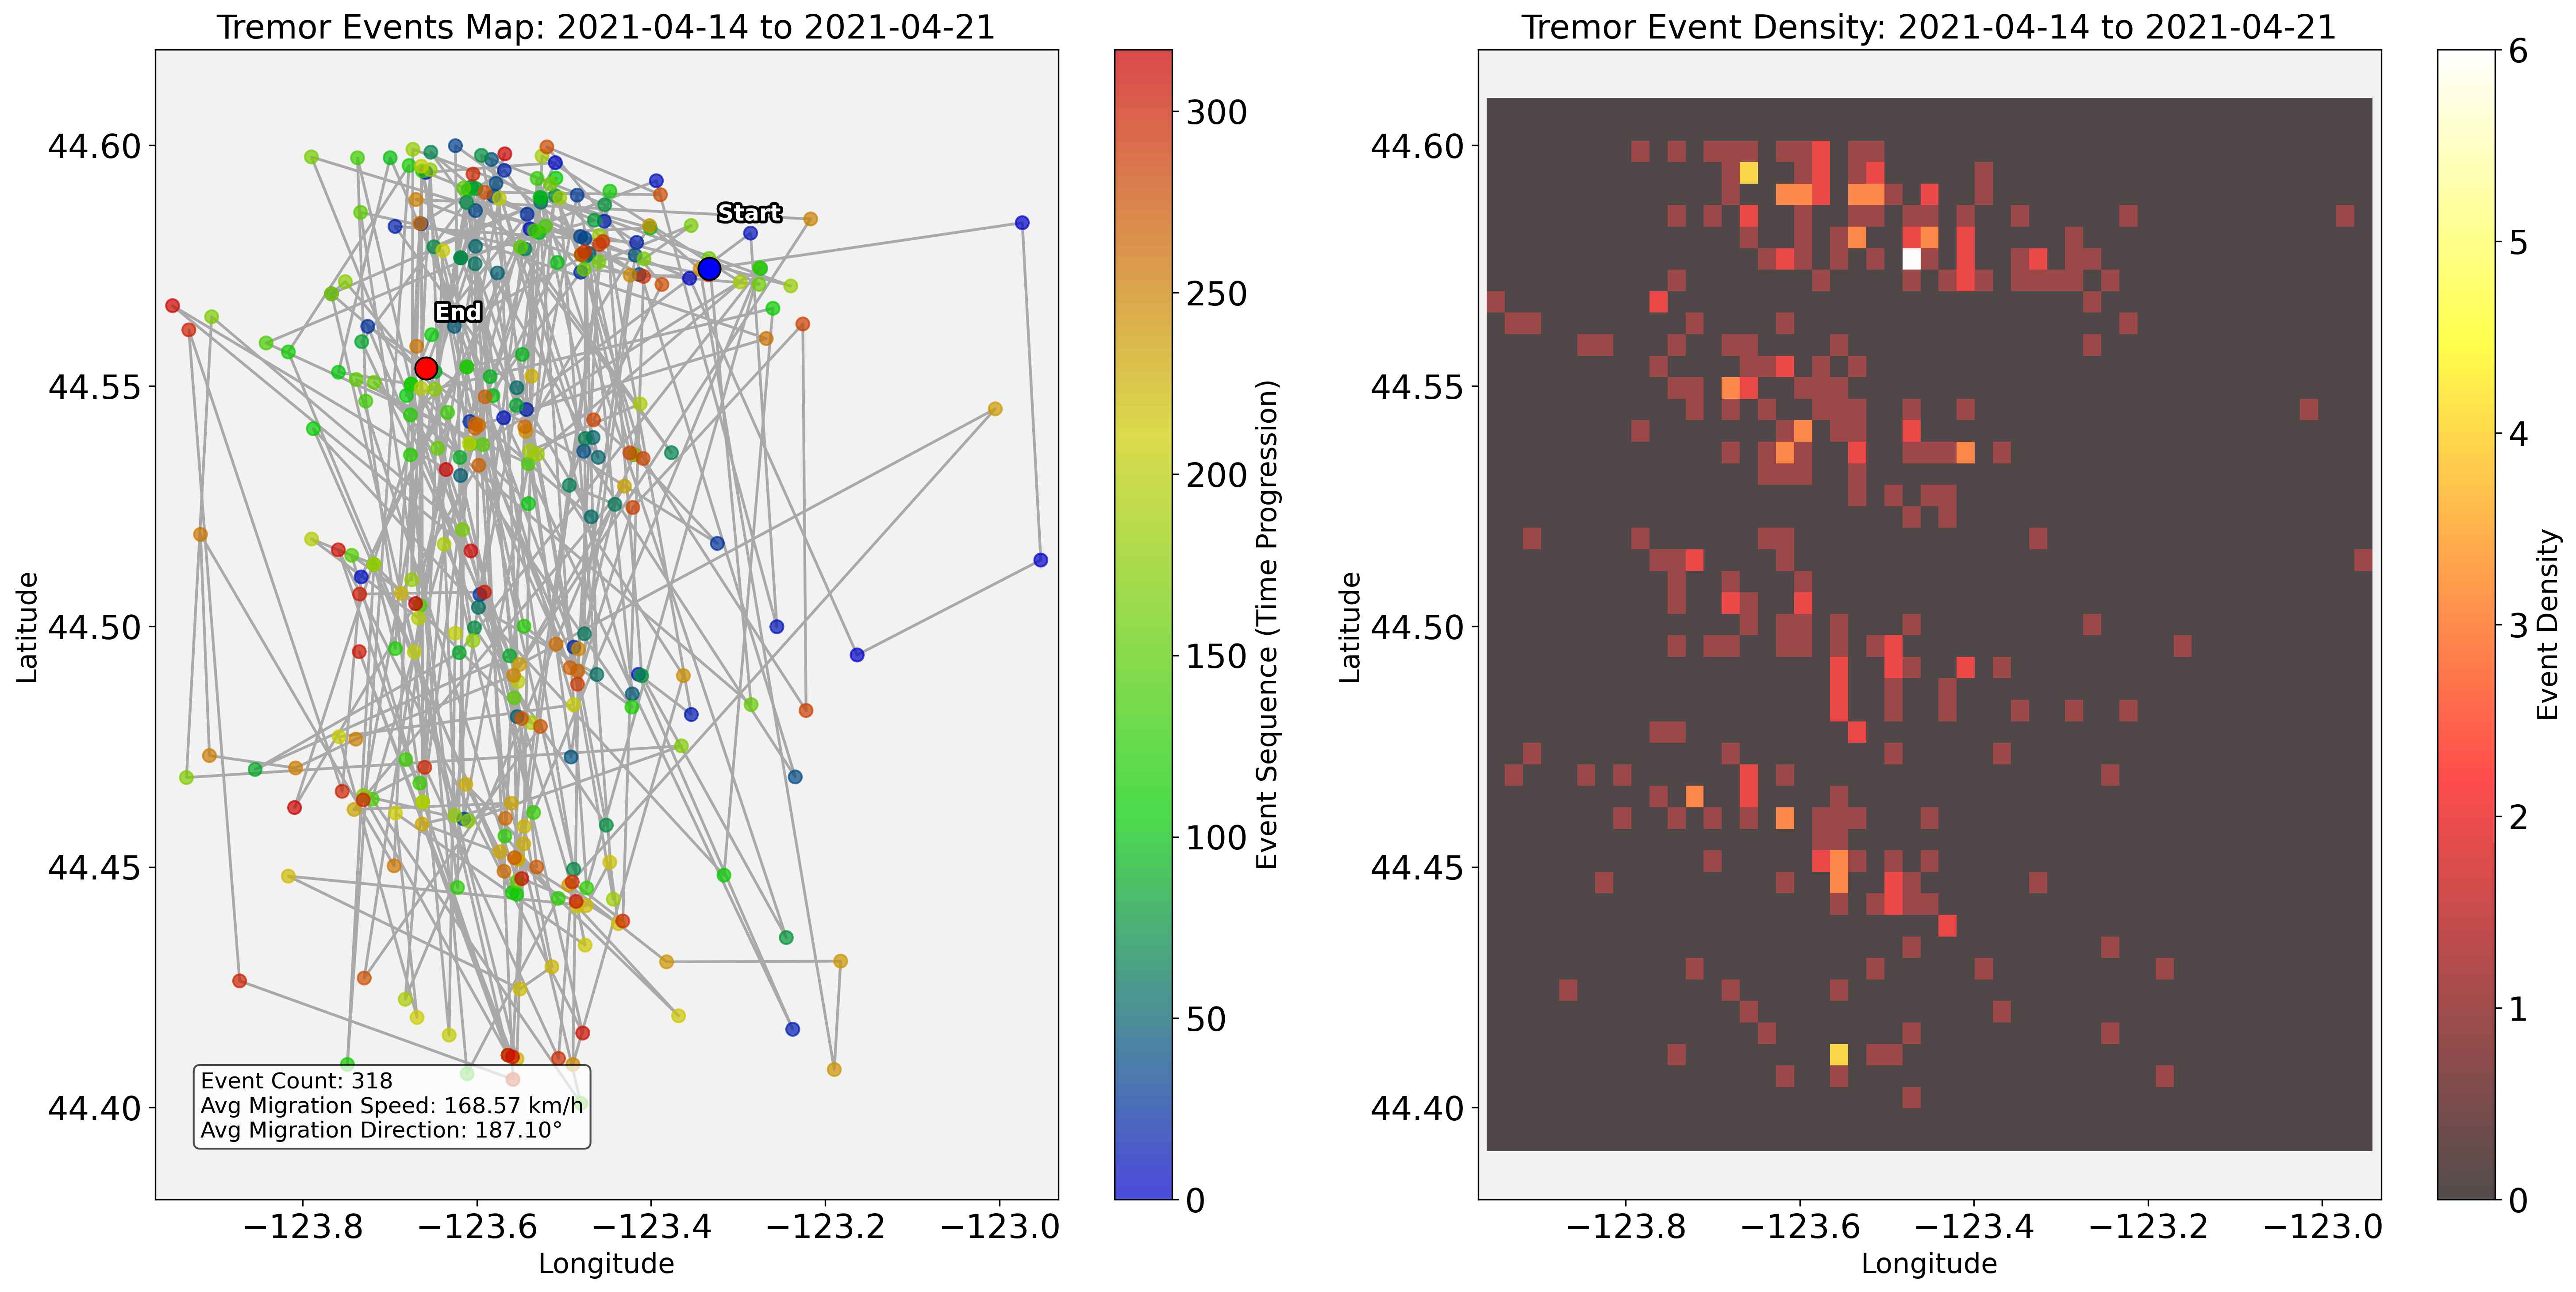 Tremor Events Map: 2021-04-14 to 2021-04-21
Latitude
44.60
44.55
44.50
44.45
44.40
Start
End
Event Count: 318
Avg Migration Speed: 168.57 km/h
Avg Migration Direction: 187.10°
−123.8
−123.6
−123.4
−123.2
−123.0
Longitude
300
250
200
150
100
50
0
Event Sequence (Time Progression)
Tremor Event Density: 2021-04-14 to 2021-04-21
Latitude
44.60
44.55
44.50
44.45
44.40
−123.8
−123.6
−123.4
−123.2
−123.0
Longitude
6
5
4
3
2
1
0
Event Density